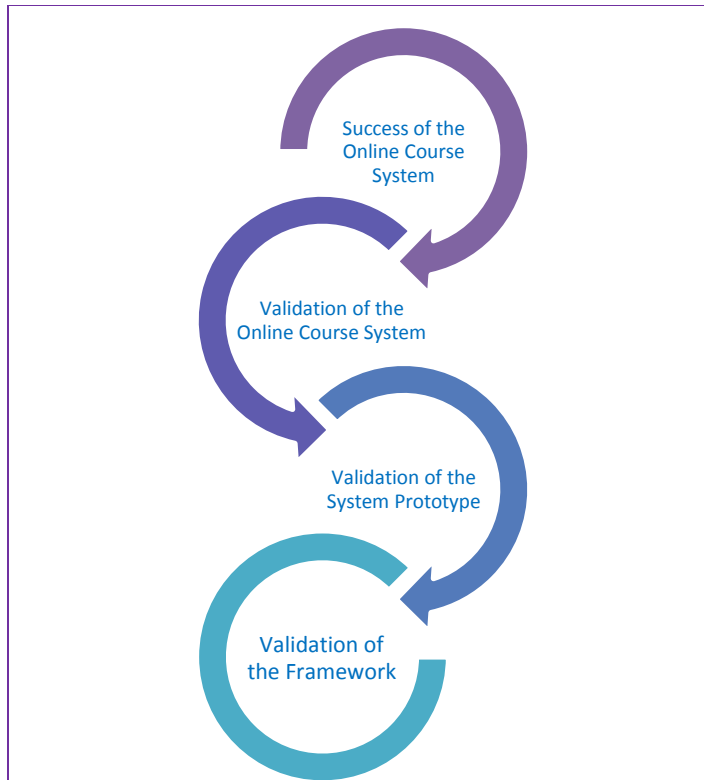 Success of the
Online Course
System
Validation of the
Online Course System
Validation of the
System Prototype
Validation of
the Framework